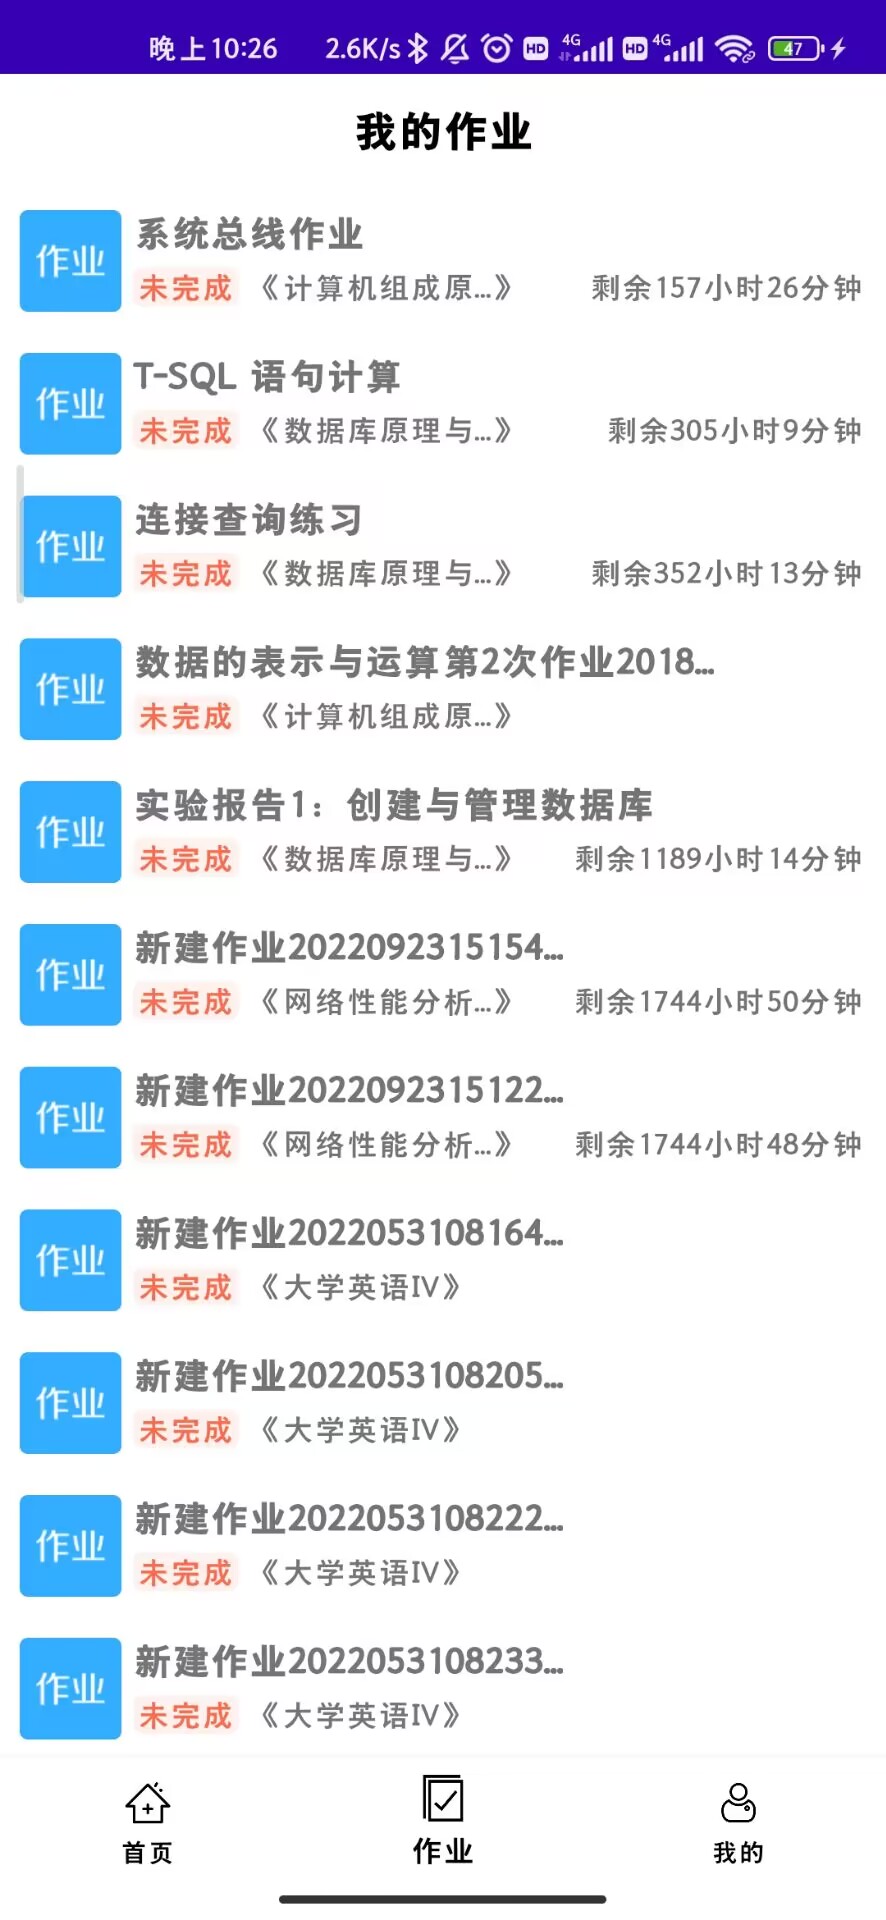 晚上10:26 2.6K/s HD 4G HD 4G 47
我的作业
作业 系统总线作业
未完成 《计算机组成原...》 剩余157小时26分钟
作业 T-SQL 语句计算
未完成 《数据库原理与...》 剩余305小时9分钟
作业 连接查询练习
未完成 《数据库原理与...》 剩余352小时13分钟
作业 数据的表示与运算第2次作业2018...
未完成 《计算机组成原...》
作业 实验报告1：创建与管理数据库
未完成 《数据库原理与...》 剩余1189小时14分钟
作业 新建作业2022092315154...
未完成 《网络性能分析...》 剩余1744小时50分钟
作业 新建作业2022092315122...
未完成 《网络性能分析...》 剩余1744小时48分钟
作业 新建作业2022053108164...
未完成 《大学英语IV》
作业 新建作业2022053108205...
未完成 《大学英语IV》
作业 新建作业2022053108222...
未完成 《大学英语IV》
作业 新建作业2022053108233...
未完成 《大学英语IV》
首页 作业 我的